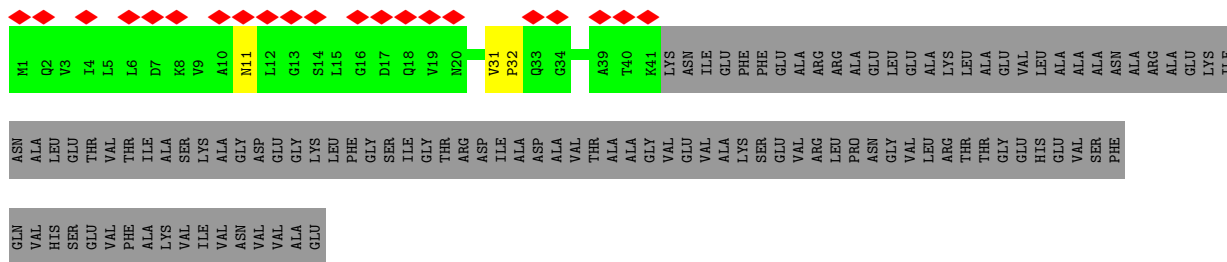 M1 Q2 V3 I4 L5 L6 D7 K8 V9 A10 N11 L12 G13 S14 L15 G16 D17 Q18 V19 N20 V31 P32 Q33 G34 A39 T40 K41 LYS ASN ILE GLU PHE PHE GLU ALA ARG ARG ALA GLU LEU GLU ALA LYS LEU ALA GLU VAL LEU ALA ALA ALA ASN ALA ARG ALA GLU LYS ILE
ASN ALA LEU GLU THR VAL THR ILE ALA SER LYS ALA GLY ASP GLU GLY LYS LEU PHE GLY SER ILE GLY THR ARG ASP ILE ALA ASP ALA VAL THR ALA ALA GLY VAL GLU VAL ALA LYS SER GLU VAL ARG LEU PRO ASN GLY VAL LEU ARG THR THR GLY GLU HIS GLU VAL SER PHE
GLN VAL HIS SER GLU VAL PHE ALA LYS VAL ILE VAL ASN VAL VAL ALA GLU